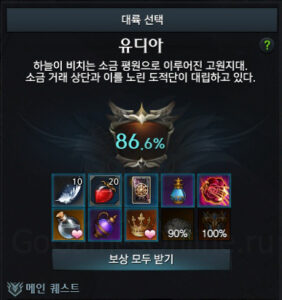 대륙 선택
유디아
?
하늘이 비치는 소금 평원으로 이루어진 고원지대.
소금 거래 상단과 이를 노린 도적단이 대립하고 있다.
86.6%
10 20
90% 100%
보상 모두 받기
메인 퀘스트